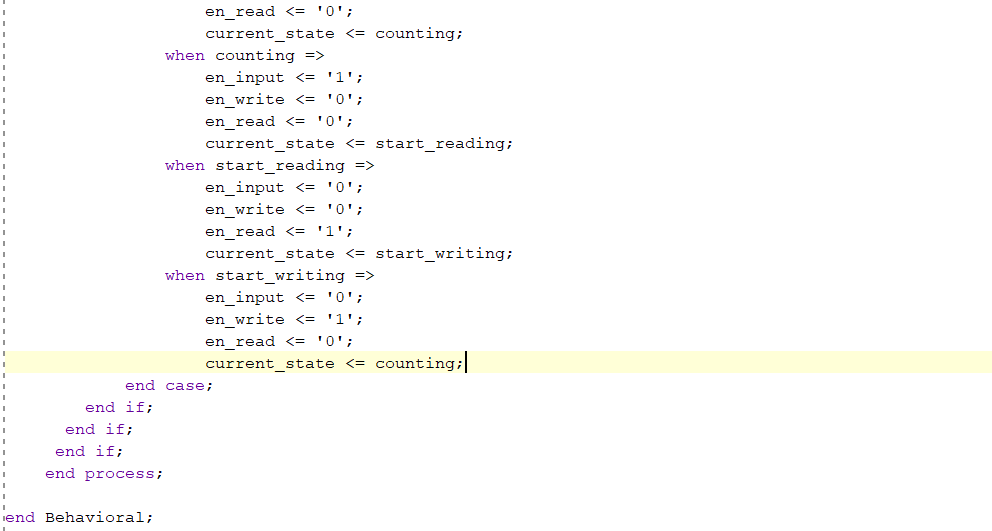 en_read <= '0';
current_state <= counting;
when counting =>
en_input <= '1';
en_write <= '0';
en_read <= '0';
current_state <= start_reading;
when start_reading =>
en_input <= '0';
en_write <= '0';
en_read <= '1';
current_state <= start_writing;
when start_writing =>
en_input <= '0';
en_write <= '1';
en_read <= '0';
current_state <= counting;
end case;
end if;
end if;
end if;
end process;
end Behavioral;